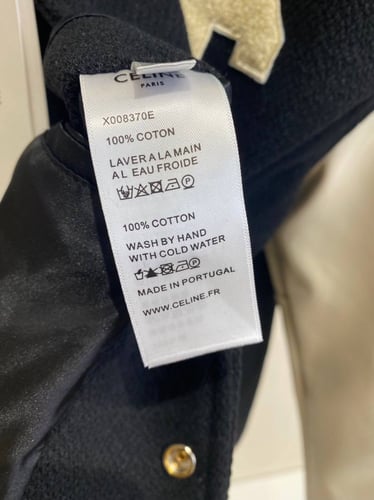 CELINE
PARIS
X008370E
100% COTON
LAVER A LA MAIN
A L EAU FROIDE
100% COTTON
WASH BY HAND
WITH COLD WATER
MADE IN PORTUGAL
WWW.CELINE.FR